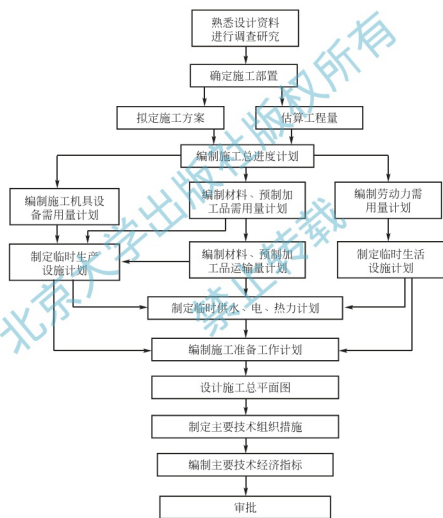 熟悉设计资料
进行调查研究
确定施工部署
拟定施工方案
估算工程量
编制施工总进度计划
编制施工机具设
备需用量计划
编制材料、预制加
工品需用量计划
编制劳动力需
用量计划
制定临时生产
设施计划
编制材料、预制加
工品运输量计划
制定临时生活
设施计划
制定临时供水、电、热力计划
编制施工准备工作计划
设计施工总平面图
制定主要技术组织措施
编制主要技术经济指标
审批
北京大学出版社版权所有
禁止转载